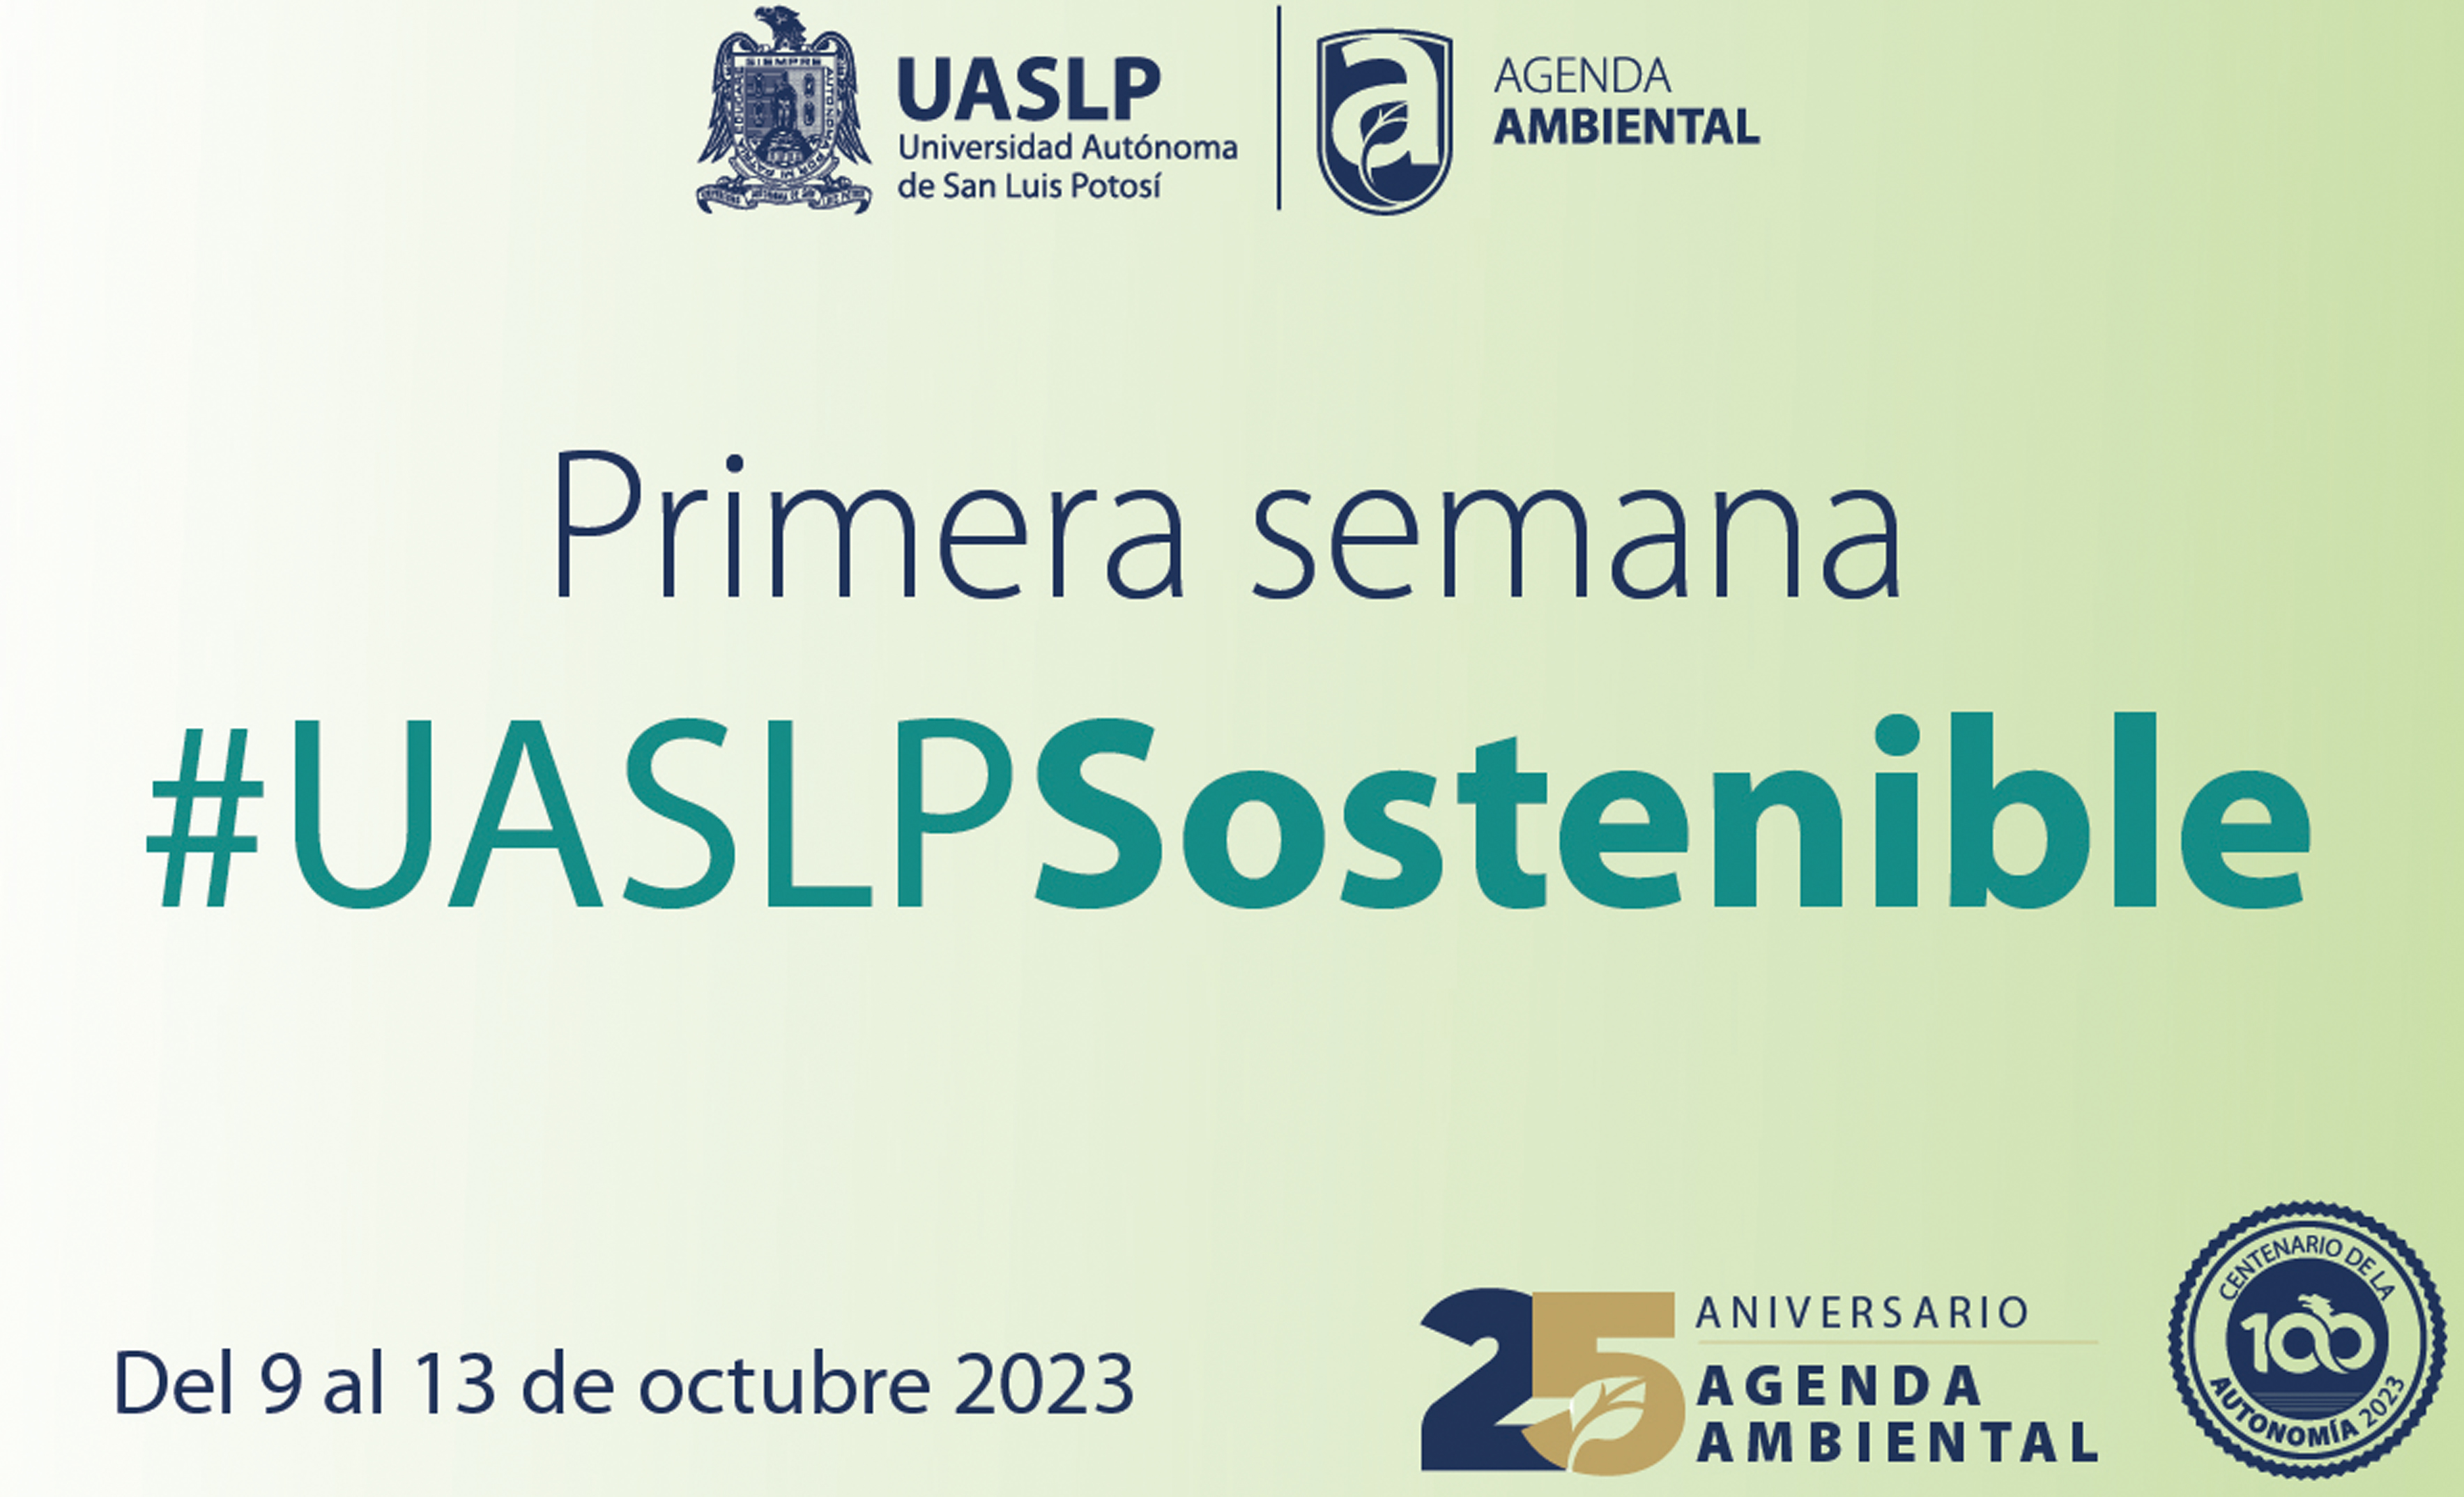 SIEMPRE
UASLP
Universidad Autónoma
de San Luis Potosí
AGENDA
AMBIENTAL
Primera semana
#UASLPSostenible
Del 9 al 13 de octubre 2023
25
ANIVERSARIO
AGENDA
AMBIENTAL
CENTENARIO DE LA
100
AUTONOMÍA 2023